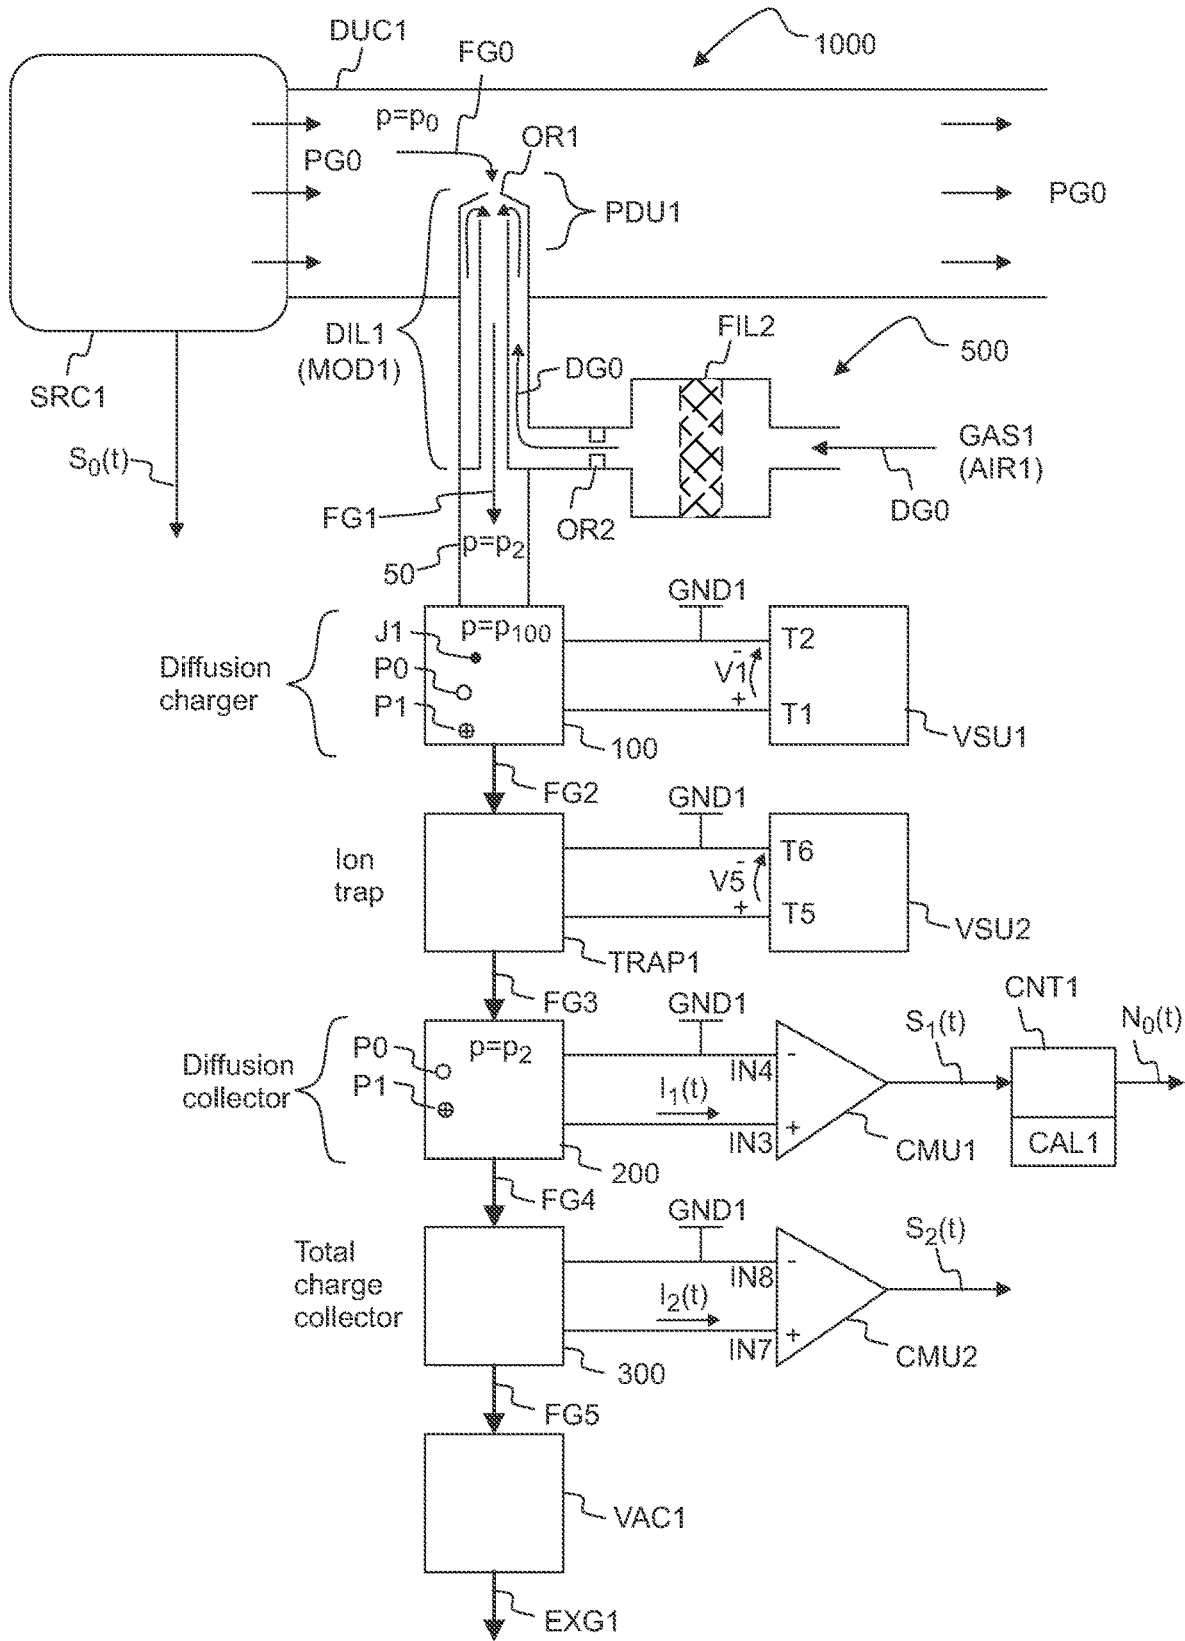 DUC1
FG0
1000
p=p0
OR1
PG0
PDU1
PG0
DIL1
(MOD1)
FIL2
500
SRC1
DG0
S0(t)
GAS1
(AIR1)
FG1
OR2
DG0
p=p2
50
GND1
J1
p=p100
T2
P0
V1
-
+
P1
T1
Diffusion
charger
100
VSU1
FG2
GND1
Ion
trap
T6
V5
-
+
T5
VSU2
TRAP1
FG3
GND1
CNT1
S1(t)
N0(t)
Diffusion
collector
P0
p=p2
P1
IN4
-
I1(t)
IN3
+
CMU1
CAL1
200
FG4
GND1
S2(t)
Total
charge
collector
IN8
-
I2(t)
IN7
+
CMU2
300
FG5
VAC1
EXG1